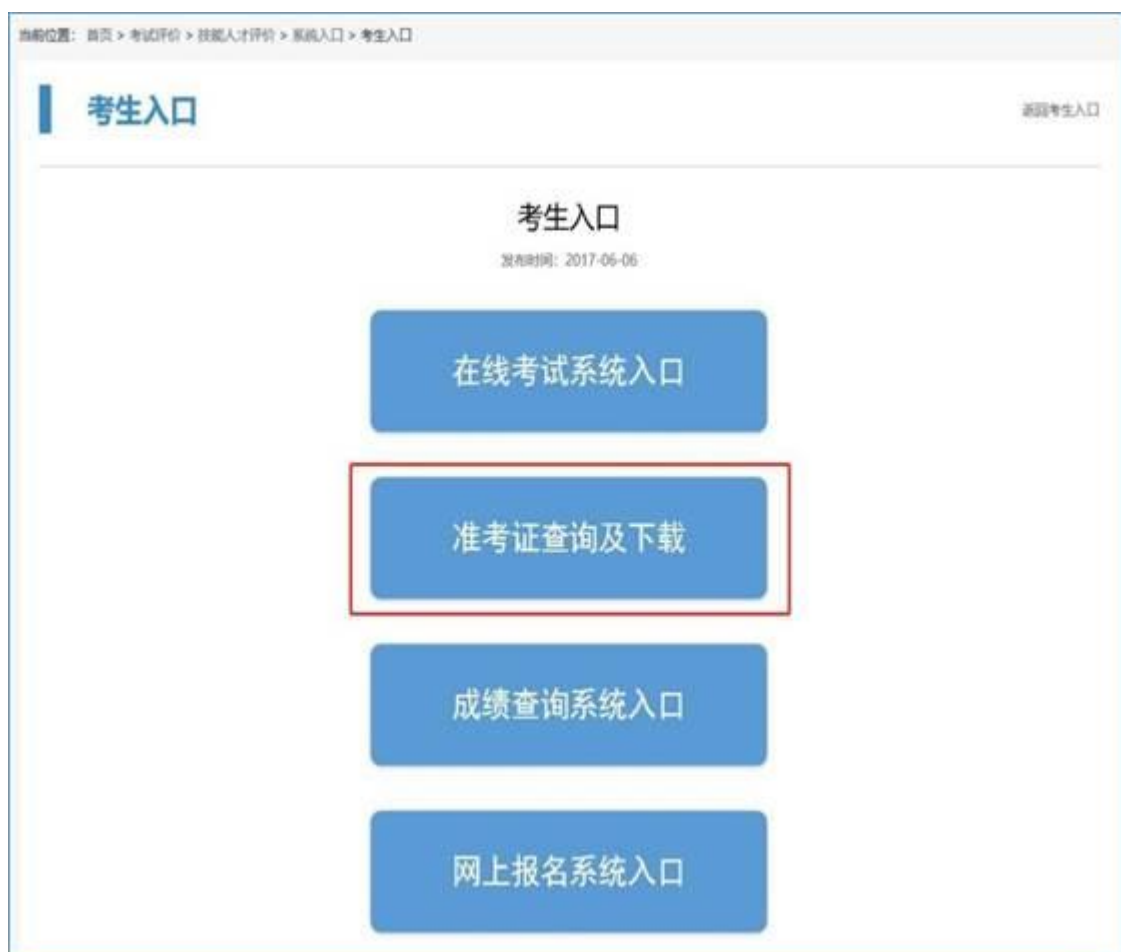 当前位置： 首页 > 考试评价 > 技能人才评价 > 系统入口 > 考生入口
考生入口
返回考生入口
考生入口
发布时间：2017-06-06
在线考试系统入口
准考证查询及下载
成绩查询系统入口
网上报名系统入口